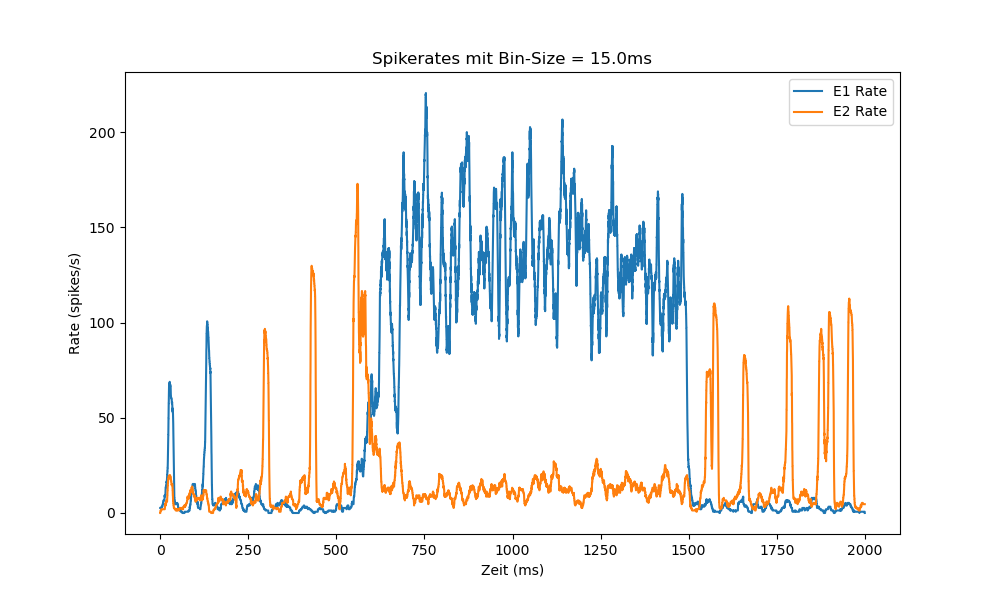 Spikerates mit Bin-Size = 15.0ms
E1 Rate
E2 Rate
Rate (spikes/s)
200
150
100
50
0
0 250 500 750 1000 1250 1500 1750 2000
Zeit (ms)